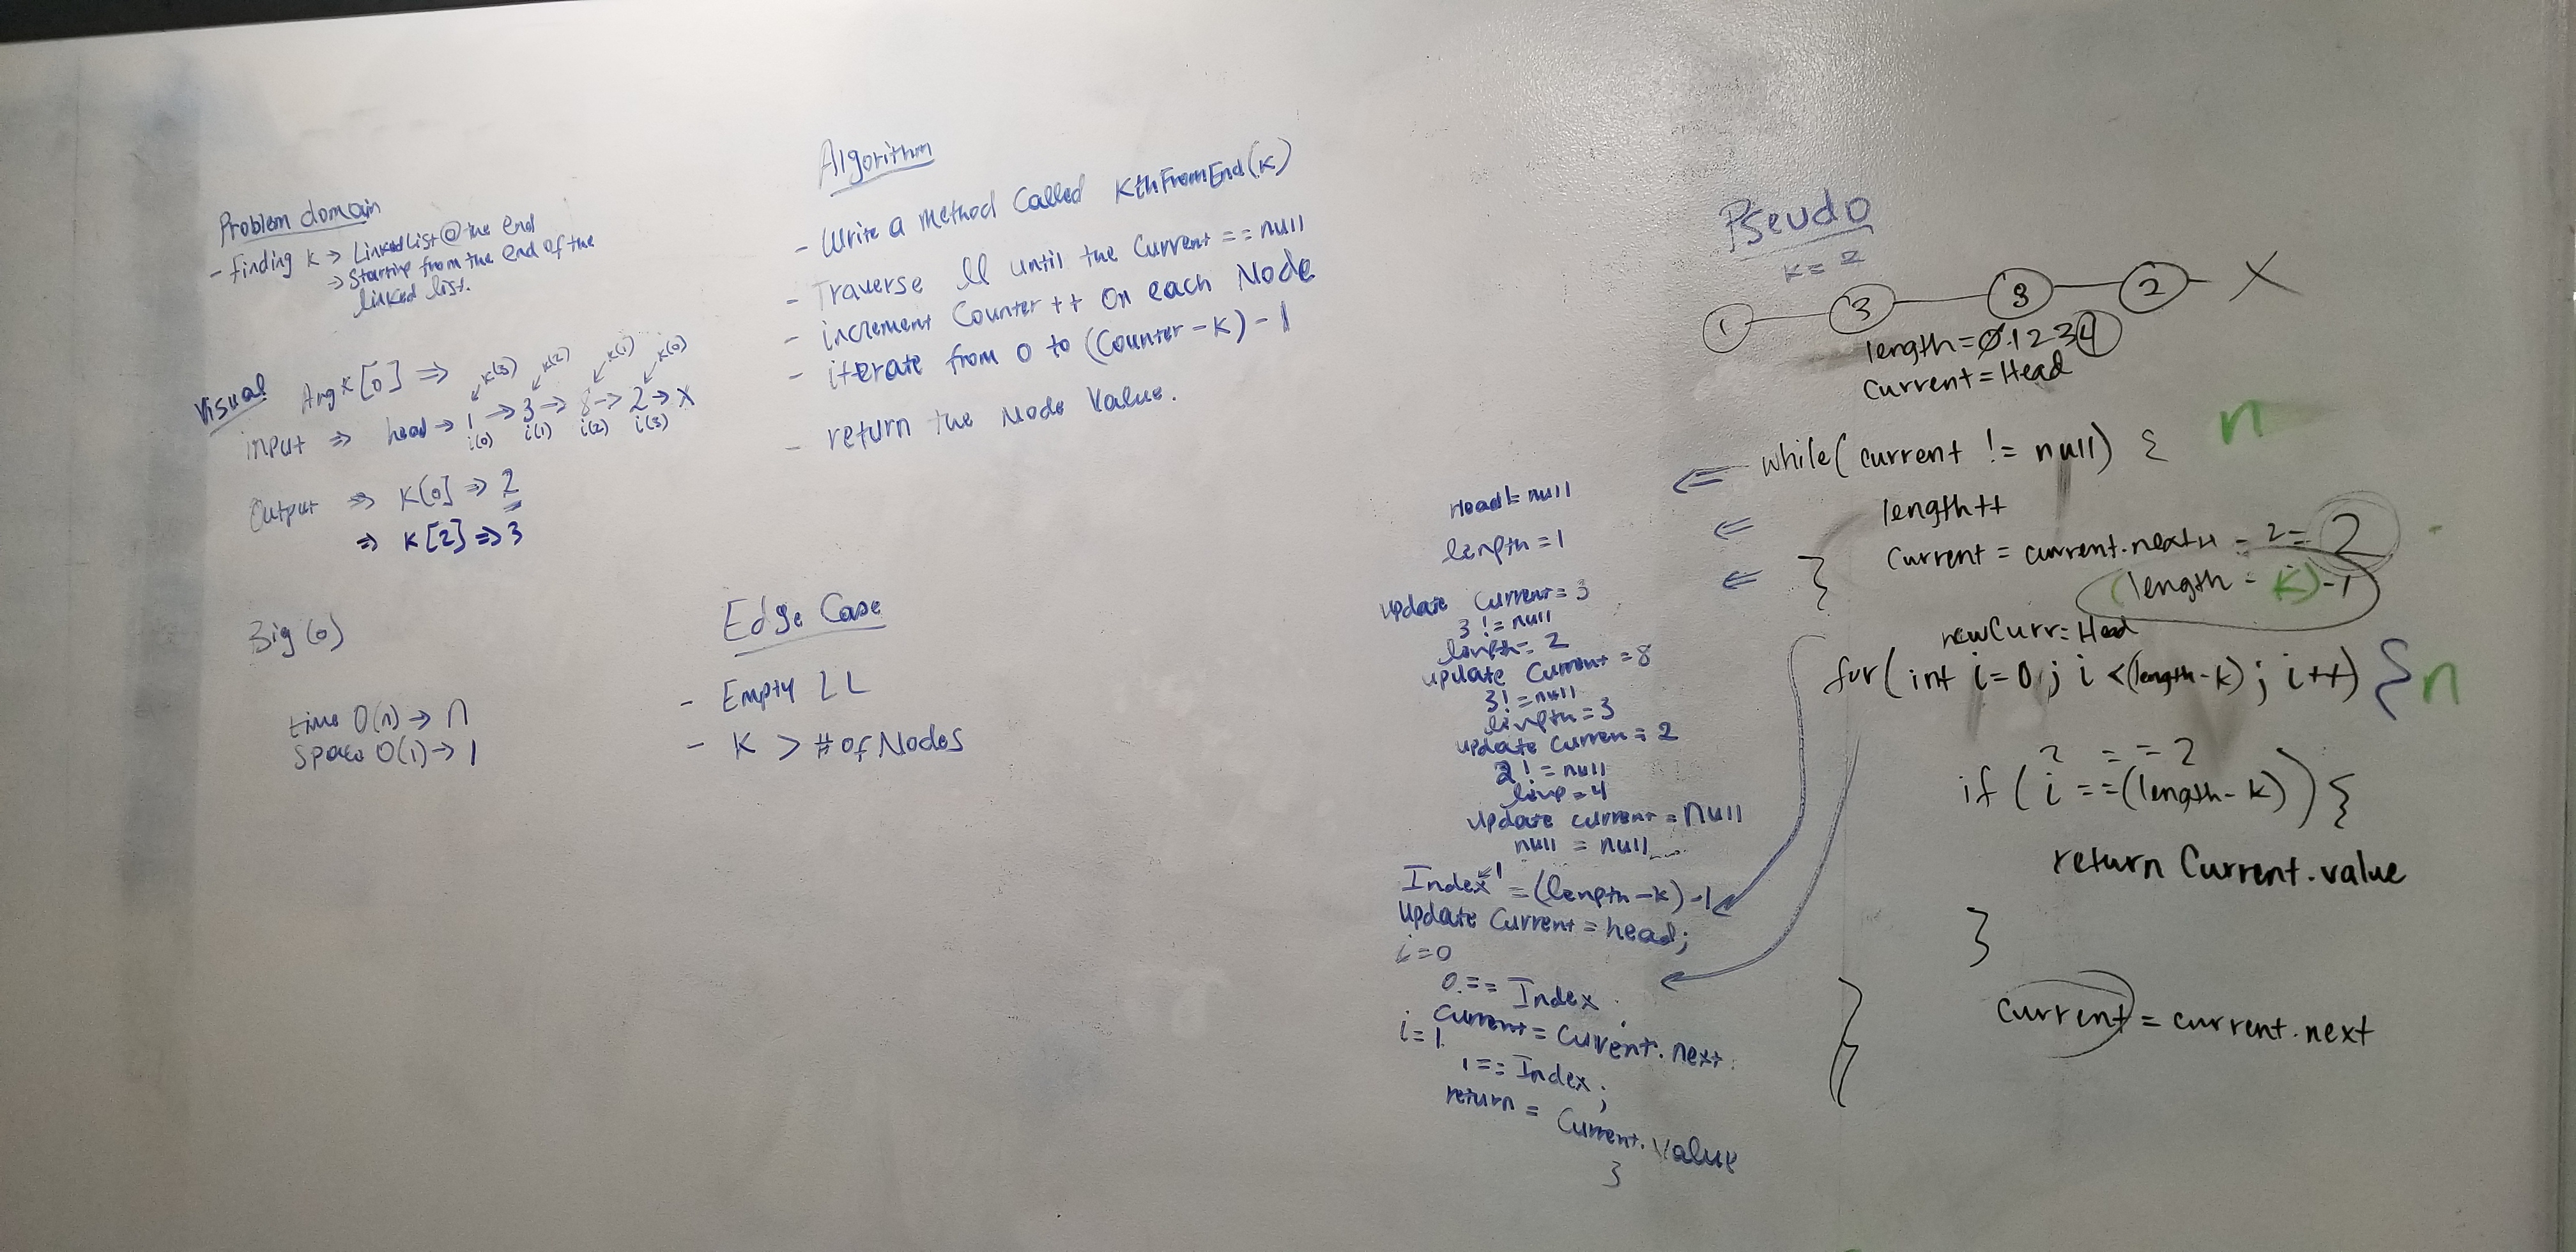 Problem domain
- finding k → LinkedList @ the end
→ Starting from the end of the
linked list.
Visual Arg k [0] ⇒
k(3) k(2) k(1) k(0)
input ⇒ head → 1 → 3 → 8 → 2 → X
i(0) i(1) i(2) i(3)
Output ⇒ K[0] ⇒ 2
⇒ K[2] ⇒ 3
Big (o)
time O(n) → n
Space O(1) → 1
Algorithm
- Write a method Called KthFromEnd(K)
- Traverse ll until the Current == null
- increment Counter ++ On each Node
- iterate from 0 to (Counter - K) - 1
- return the Node Value.
Edge Case
- Empty LL
- K > # of Nodes
Head != null
length = 1
update Current = 3
3 != null
length = 2
update Current = 8
3! = null
length = 3
update Curren = 2
2 ! = null
= 4
update current = Null
null = null
Index = (length - k) - 1
Update Current = head;
i=0
0 == Index
Current = Current.next
i=1
1 == Index;
return = Current.Value
}
Pseudo
k = 2
1 3 8 2 X
length = 0 1 2 3 4
Current = Head
while( current != null) { n
length++
Current = current.next 4 - 2 = 2
} (length - k) - 1
newCurr = Head
for( int i=0 ; i <(length-k) ; i++) { n
2 == 2
if ( i == (length- k) ) {
return Current.value
}
Current = current.next
}